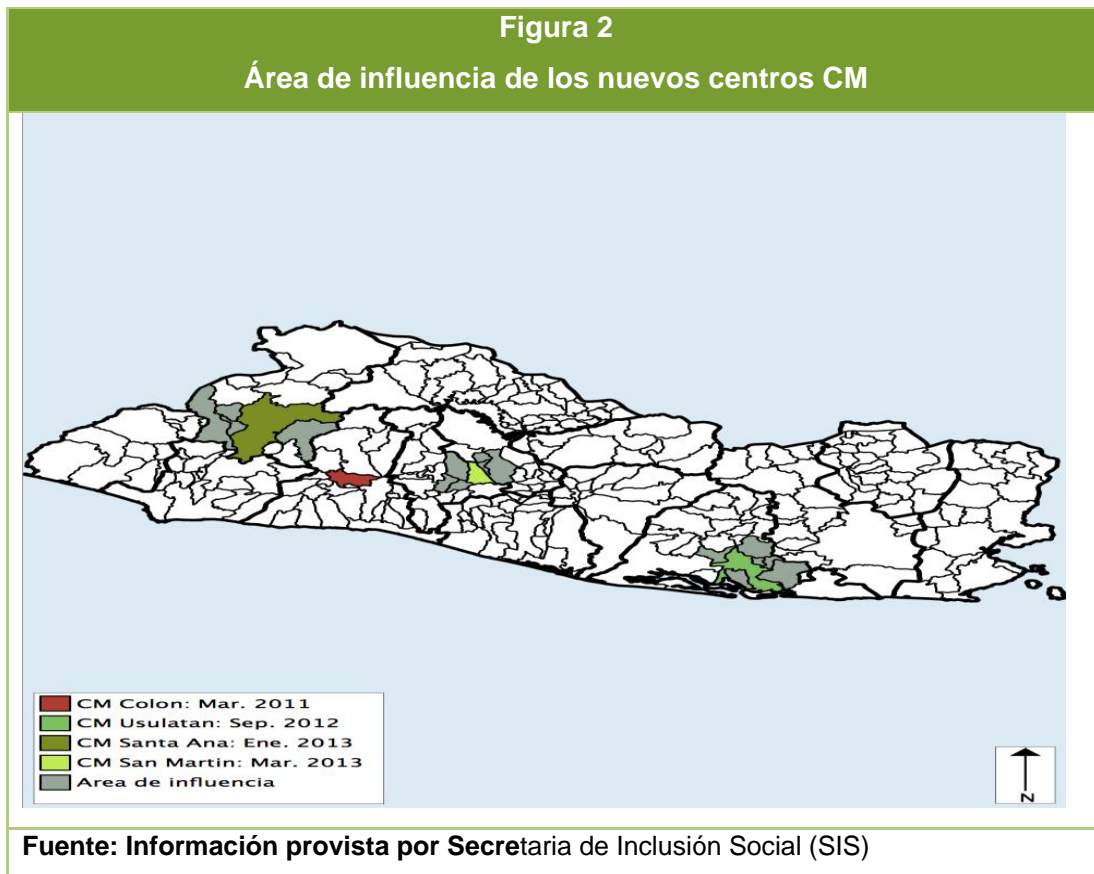 Figura 2
Área de influencia de los nuevos centros CM
CM Colon: Mar. 2011
CM Usulatan: Sep. 2012
CM Santa Ana: Ene. 2013
CM San Martin: Mar. 2013
Area de influencia
N
Fuente: Información provista por Secretaria de Inclusión Social (SIS)